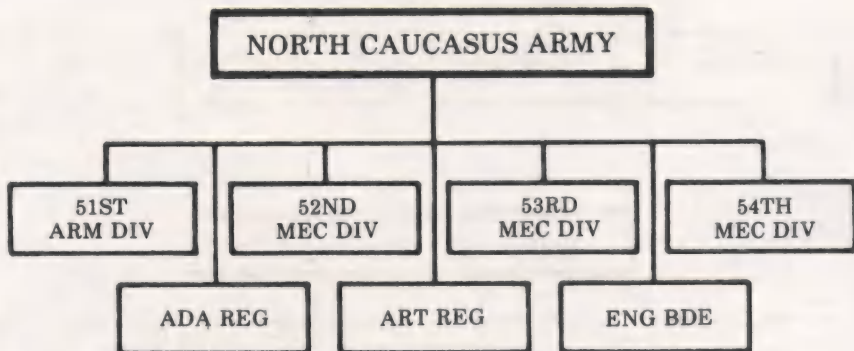 NORTH CAUCASUS ARMY
51ST
ARM DIV
52ND
MEC DIV
53RD
MEC DIV
54TH
MEC DIV
ADA REG
ART REG
ENG BDE